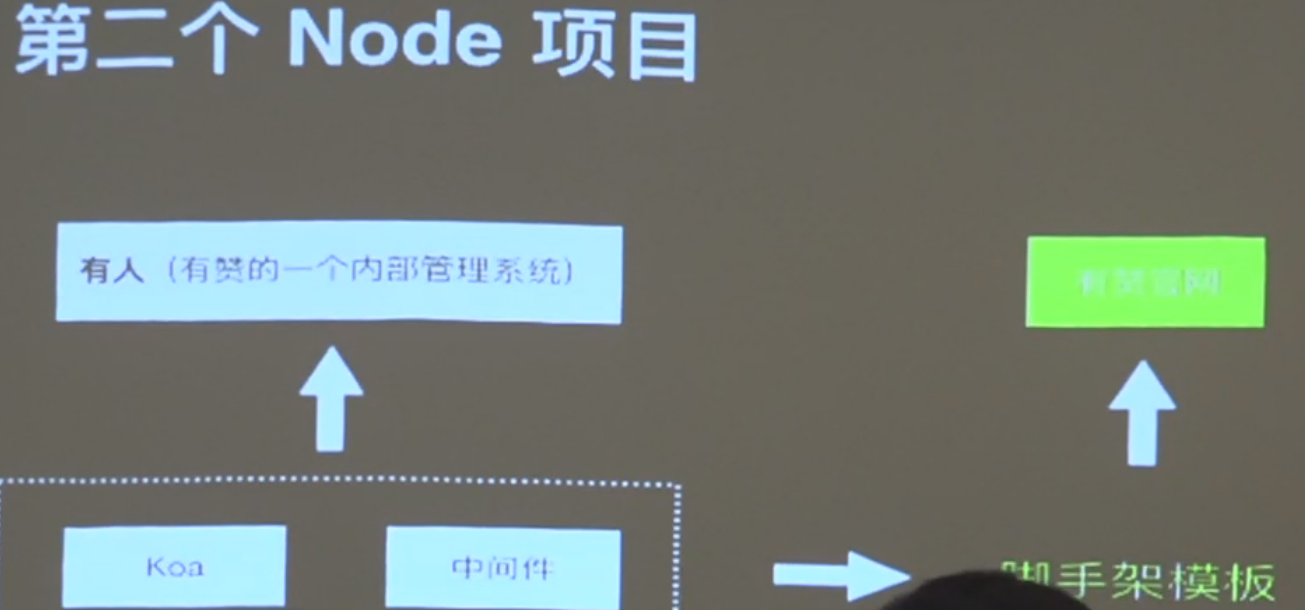 第二个 Node 项目
有人（有赞的一个内部管理系统）
有赞官网
Koa
中间件
脚手架模板